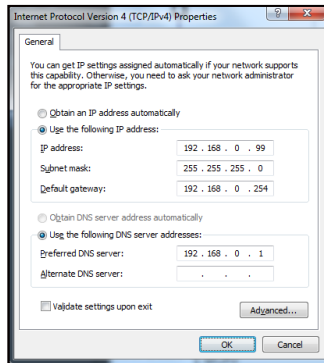 Internet Protocol Version 4 (TCP/IPv4) Properties
General
You can get IP settings assigned automatically if your network supports
this capability. Otherwise, you need to ask your network administrator
for the appropriate IP settings.
Obtain an IP address automatically
Use the following IP address:
IP address: 192 . 168 . 0 . 99
Subnet mask: 255 . 255 . 255 . 0
Default gateway: 192 . 168 . 0 . 254
Obtain DNS server address automatically
Use the following DNS server addresses:
Preferred DNS server: 192 . 168 . 0 . 1
Alternate DNS server: . . .
Validate settings upon exit
Advanced...
OK Cancel